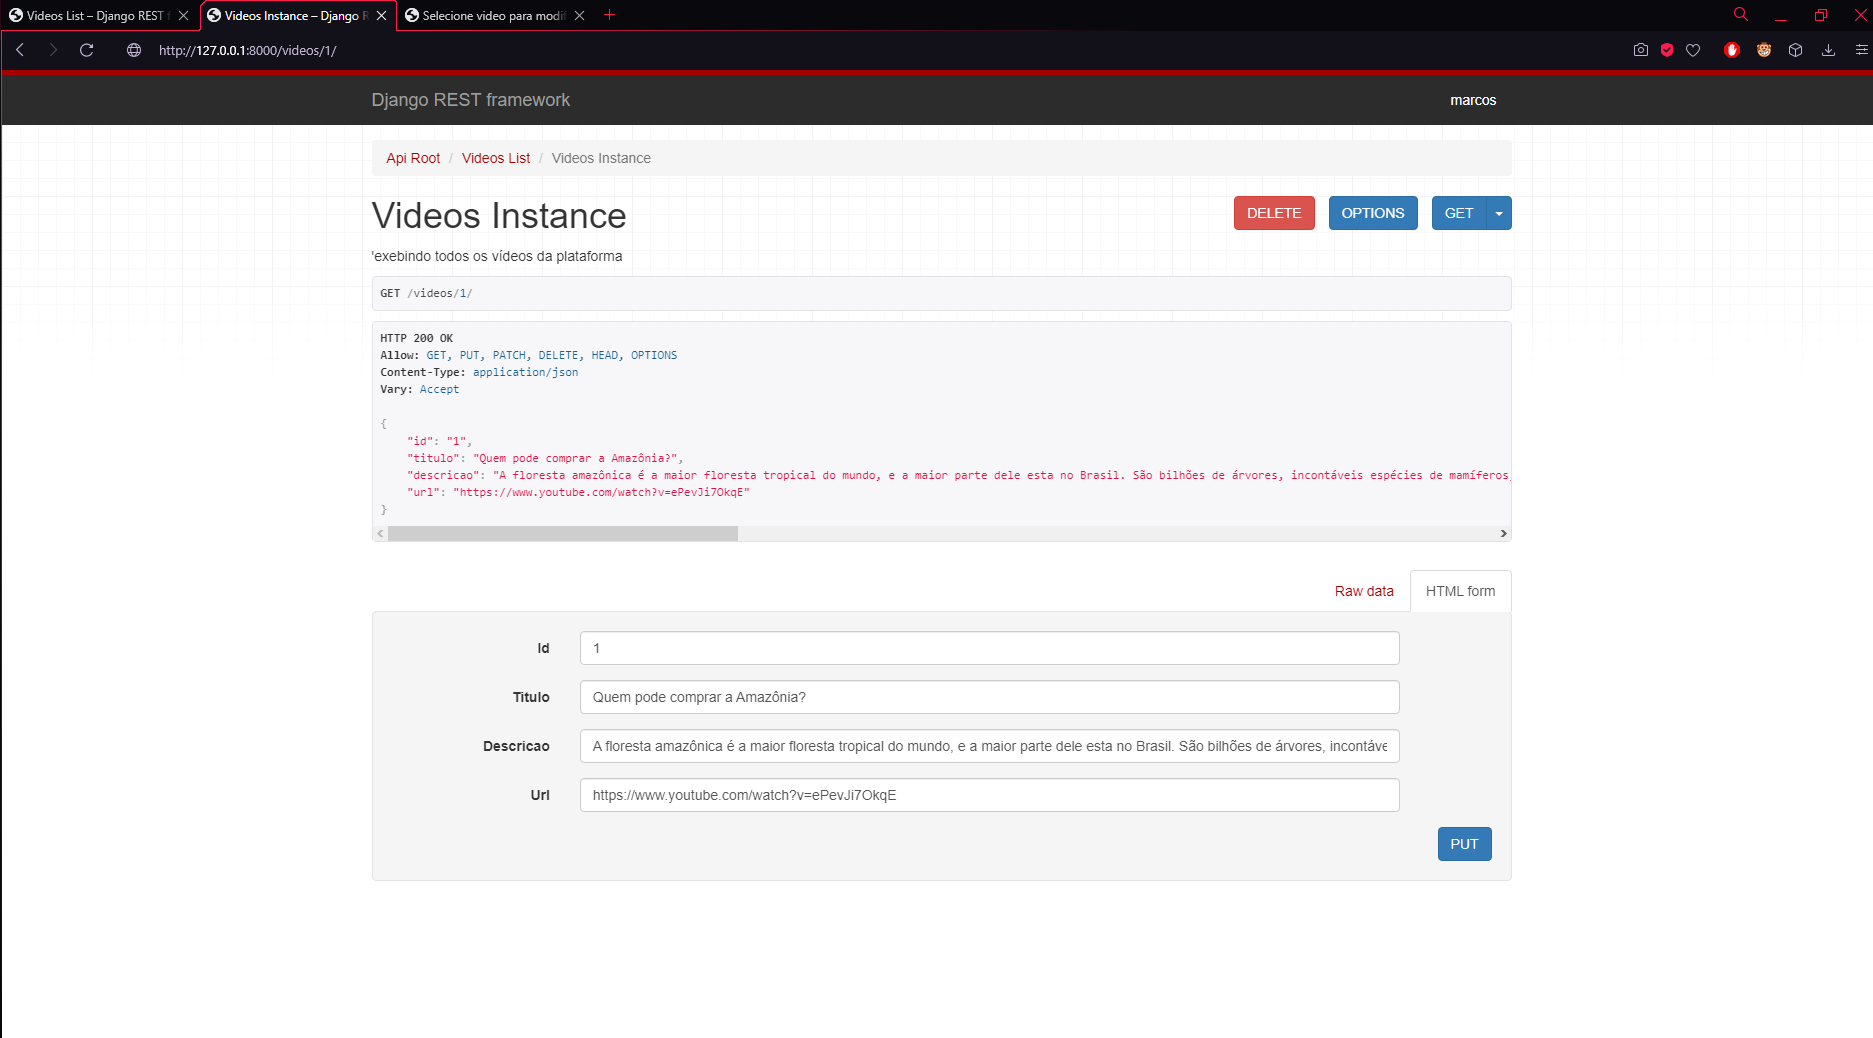 Videos List – Django REST f
Videos Instance – Django R
Selecione video para modif
http://127.0.0.1:8000/videos/1/
Django REST framework
marcos
Api Root / Videos List / Videos Instance
Videos Instance
DELETE
OPTIONS
GET
'exebindo todos os vídeos da plataforma
GET /videos/1/
HTTP 200 OK
Allow: GET, PUT, PATCH, DELETE, HEAD, OPTIONS
Content-Type: application/json
Vary: Accept
{
"id": "1",
"titulo": "Quem pode comprar a Amazônia?",
"descricao": "A floresta amazônica é a maior floresta tropical do mundo, e a maior parte dele esta no Brasil. São bilhões de árvores, incontáveis espécies de mamíferos,
"url": "https://www.youtube.com/watch?v=ePevJi7OkqE"
}
Raw data
HTML form
Id
1
Titulo
Quem pode comprar a Amazônia?
Descricao
A floresta amazônica é a maior floresta tropical do mundo, e a maior parte dele esta no Brasil. São bilhões de árvores, incontáve
Url
https://www.youtube.com/watch?v=ePevJi7OkqE
PUT